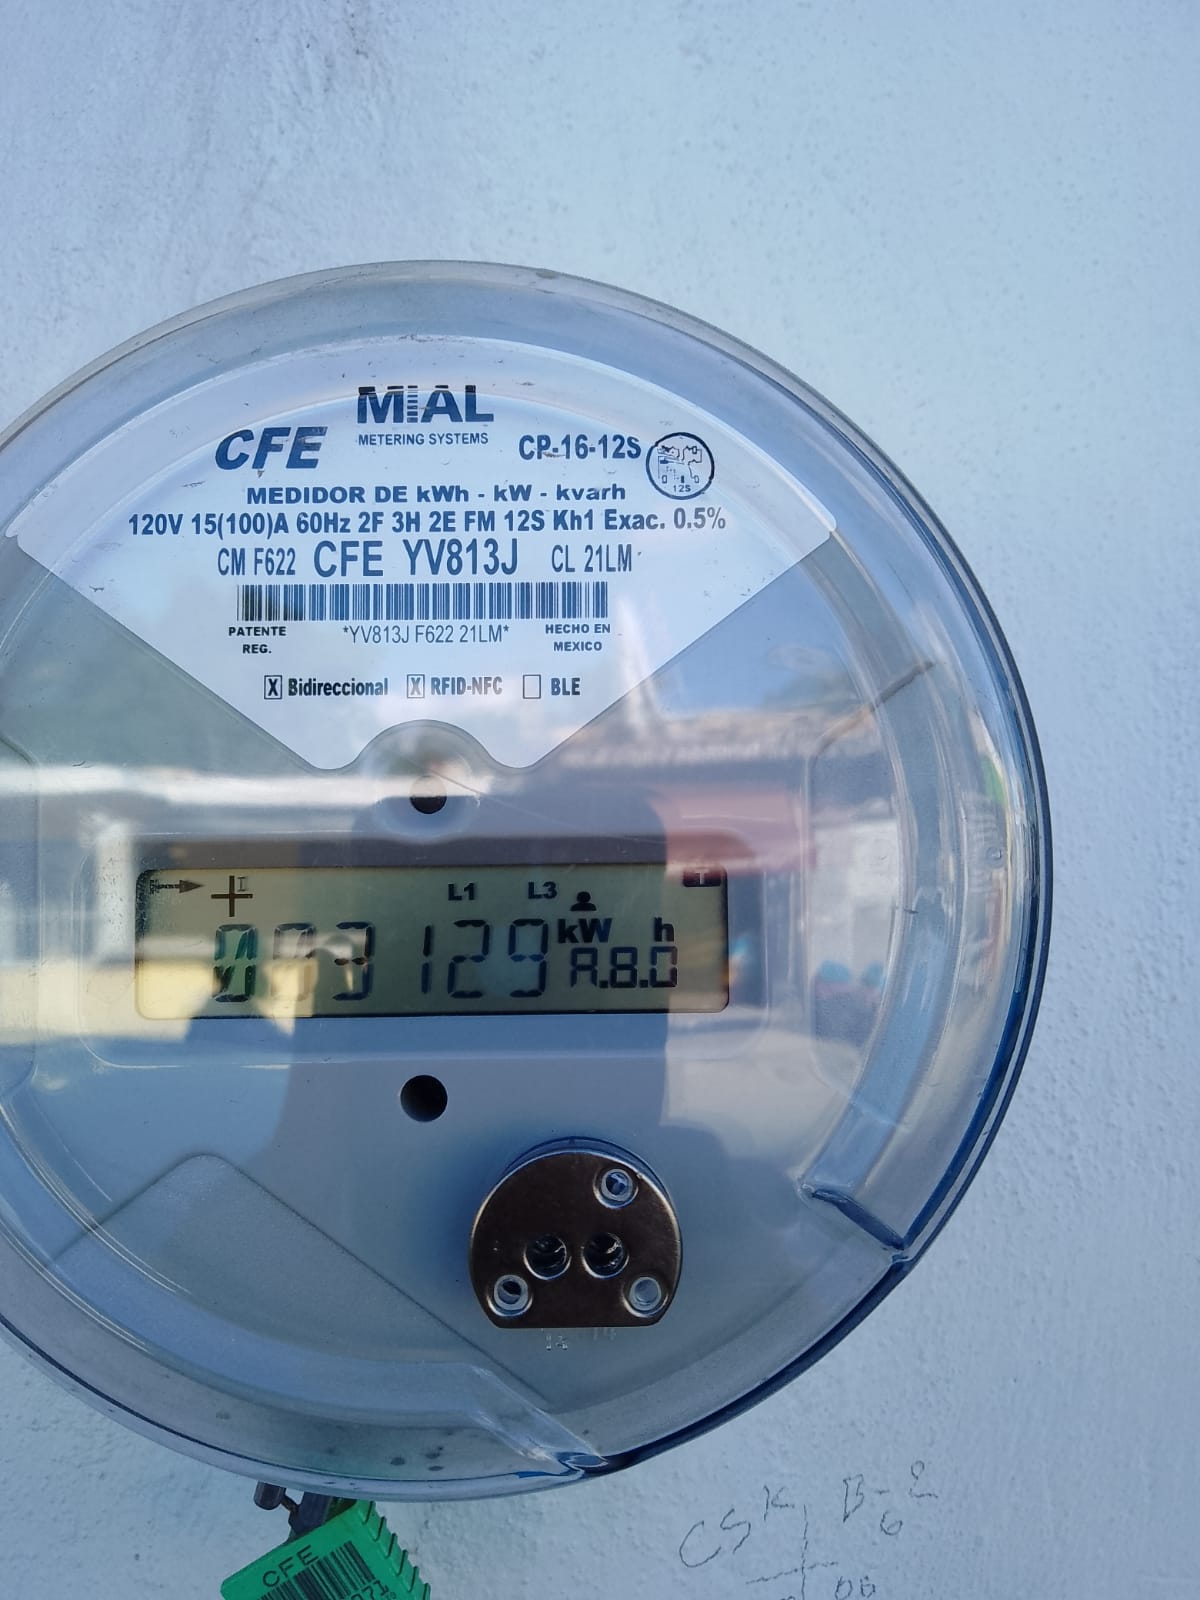 MIAL
METERING SYSTEMS
CFE
CP-16-12S
12S
MEDIDOR DE kWh - kW - kvarh
120V 15(100)A 60Hz 2F 3H 2E FM 12S Kh1 Exac. 0.5%
CM F622 CFE YV813J CL 21LM
PATENTE REG.
*YV813J F622 21LM*
HECHO EN MEXICO
X Bidireccional X RFID-NFC BLE
L1 L3 T
003129 kW h
A.8.0
CFE